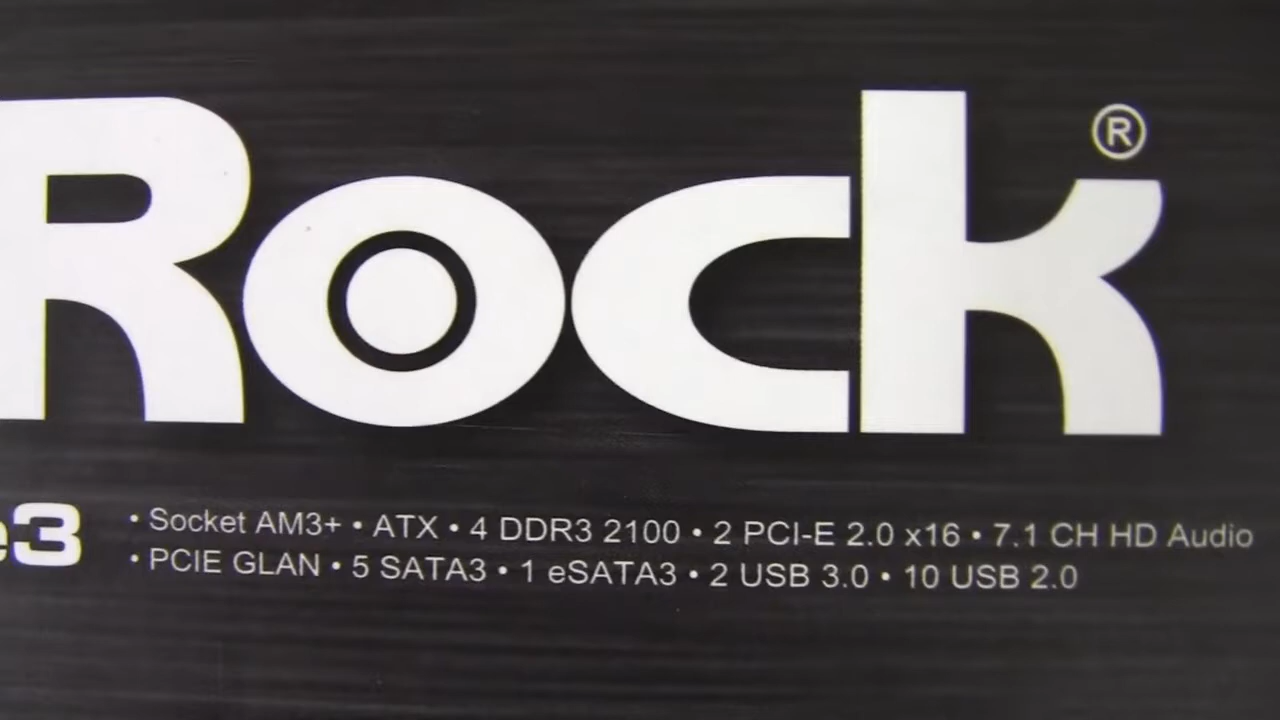 Rock®
e3
• Socket AM3+ • ATX • 4 DDR3 2100 • 2 PCI-E 2.0 x16 • 7.1 CH HD Audio
• PCIE GLAN • 5 SATA3 • 1 eSATA3 • 2 USB 3.0 • 10 USB 2.0